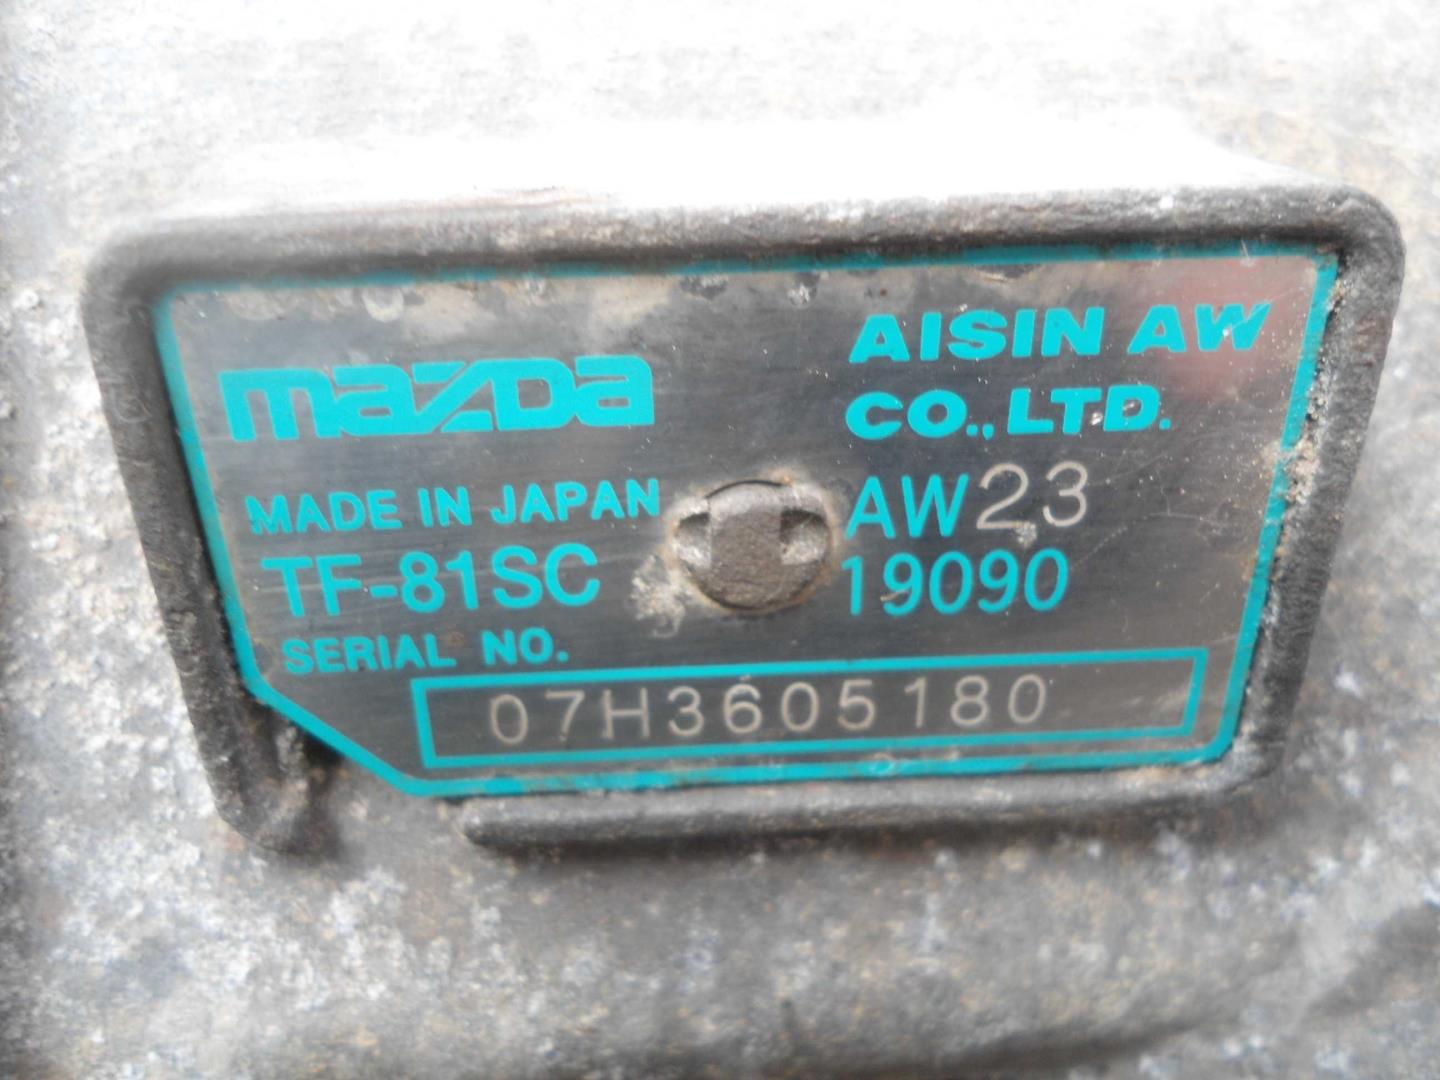 mazda
MADE IN JAPAN
TF-81SC
SERIAL NO.
AISIN AW
CO., LTD.
AW23
19090
07H3605180